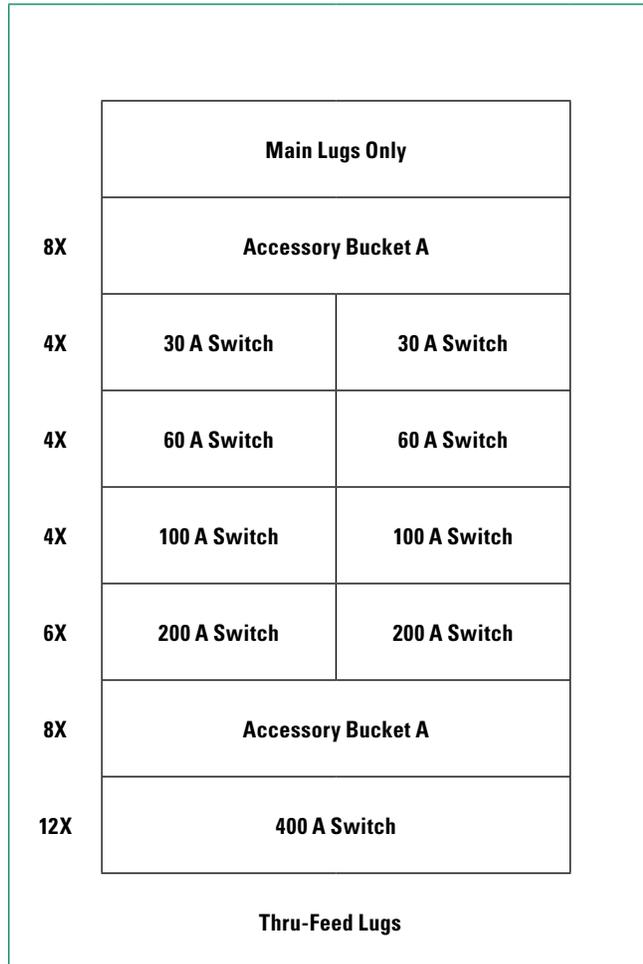 Main Lugs Only
8X Accessory Bucket A
4X 30 A Switch 30 A Switch
4X 60 A Switch 60 A Switch
4X 100 A Switch 100 A Switch
6X 200 A Switch 200 A Switch
8X Accessory Bucket A
12X 400 A Switch
Thru-Feed Lugs